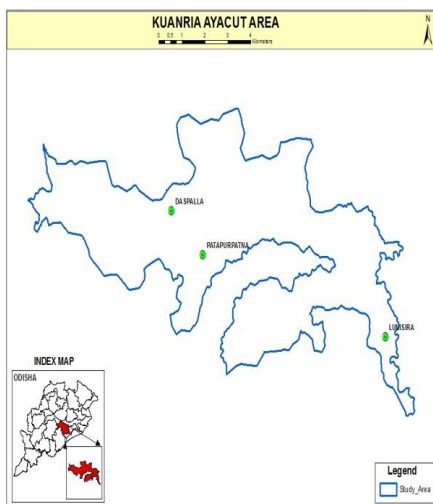 KUANRIA AYACUT AREA
N
0 0.5 1 2 3 4
Kilometers
DASPALLA
PATAPURPATNA
LUNISIRA
INDEX MAP
ODISHA
Legend
Study_Area